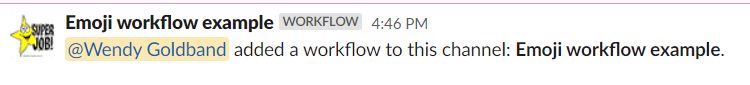 SUPER
JOB!
Emoji workflow example WORKFLOW 4:46 PM
@Wendy Goldband added a workflow to this channel: Emoji workflow example.